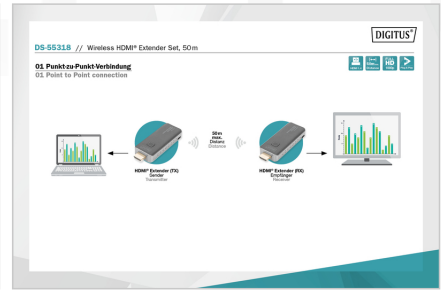 DIGITUS®
DS-55318 // Wireless HDMI® Extender Set, 50m
01 Punkt-zu-Punkt-Verbindung
01 Point to Point connection
50m
max.
Distanz
Distance
HDMI® Extender (TX)
Sender
Transmitter
HDMI® Extender (RX)
Empfänger
Receiver
HD